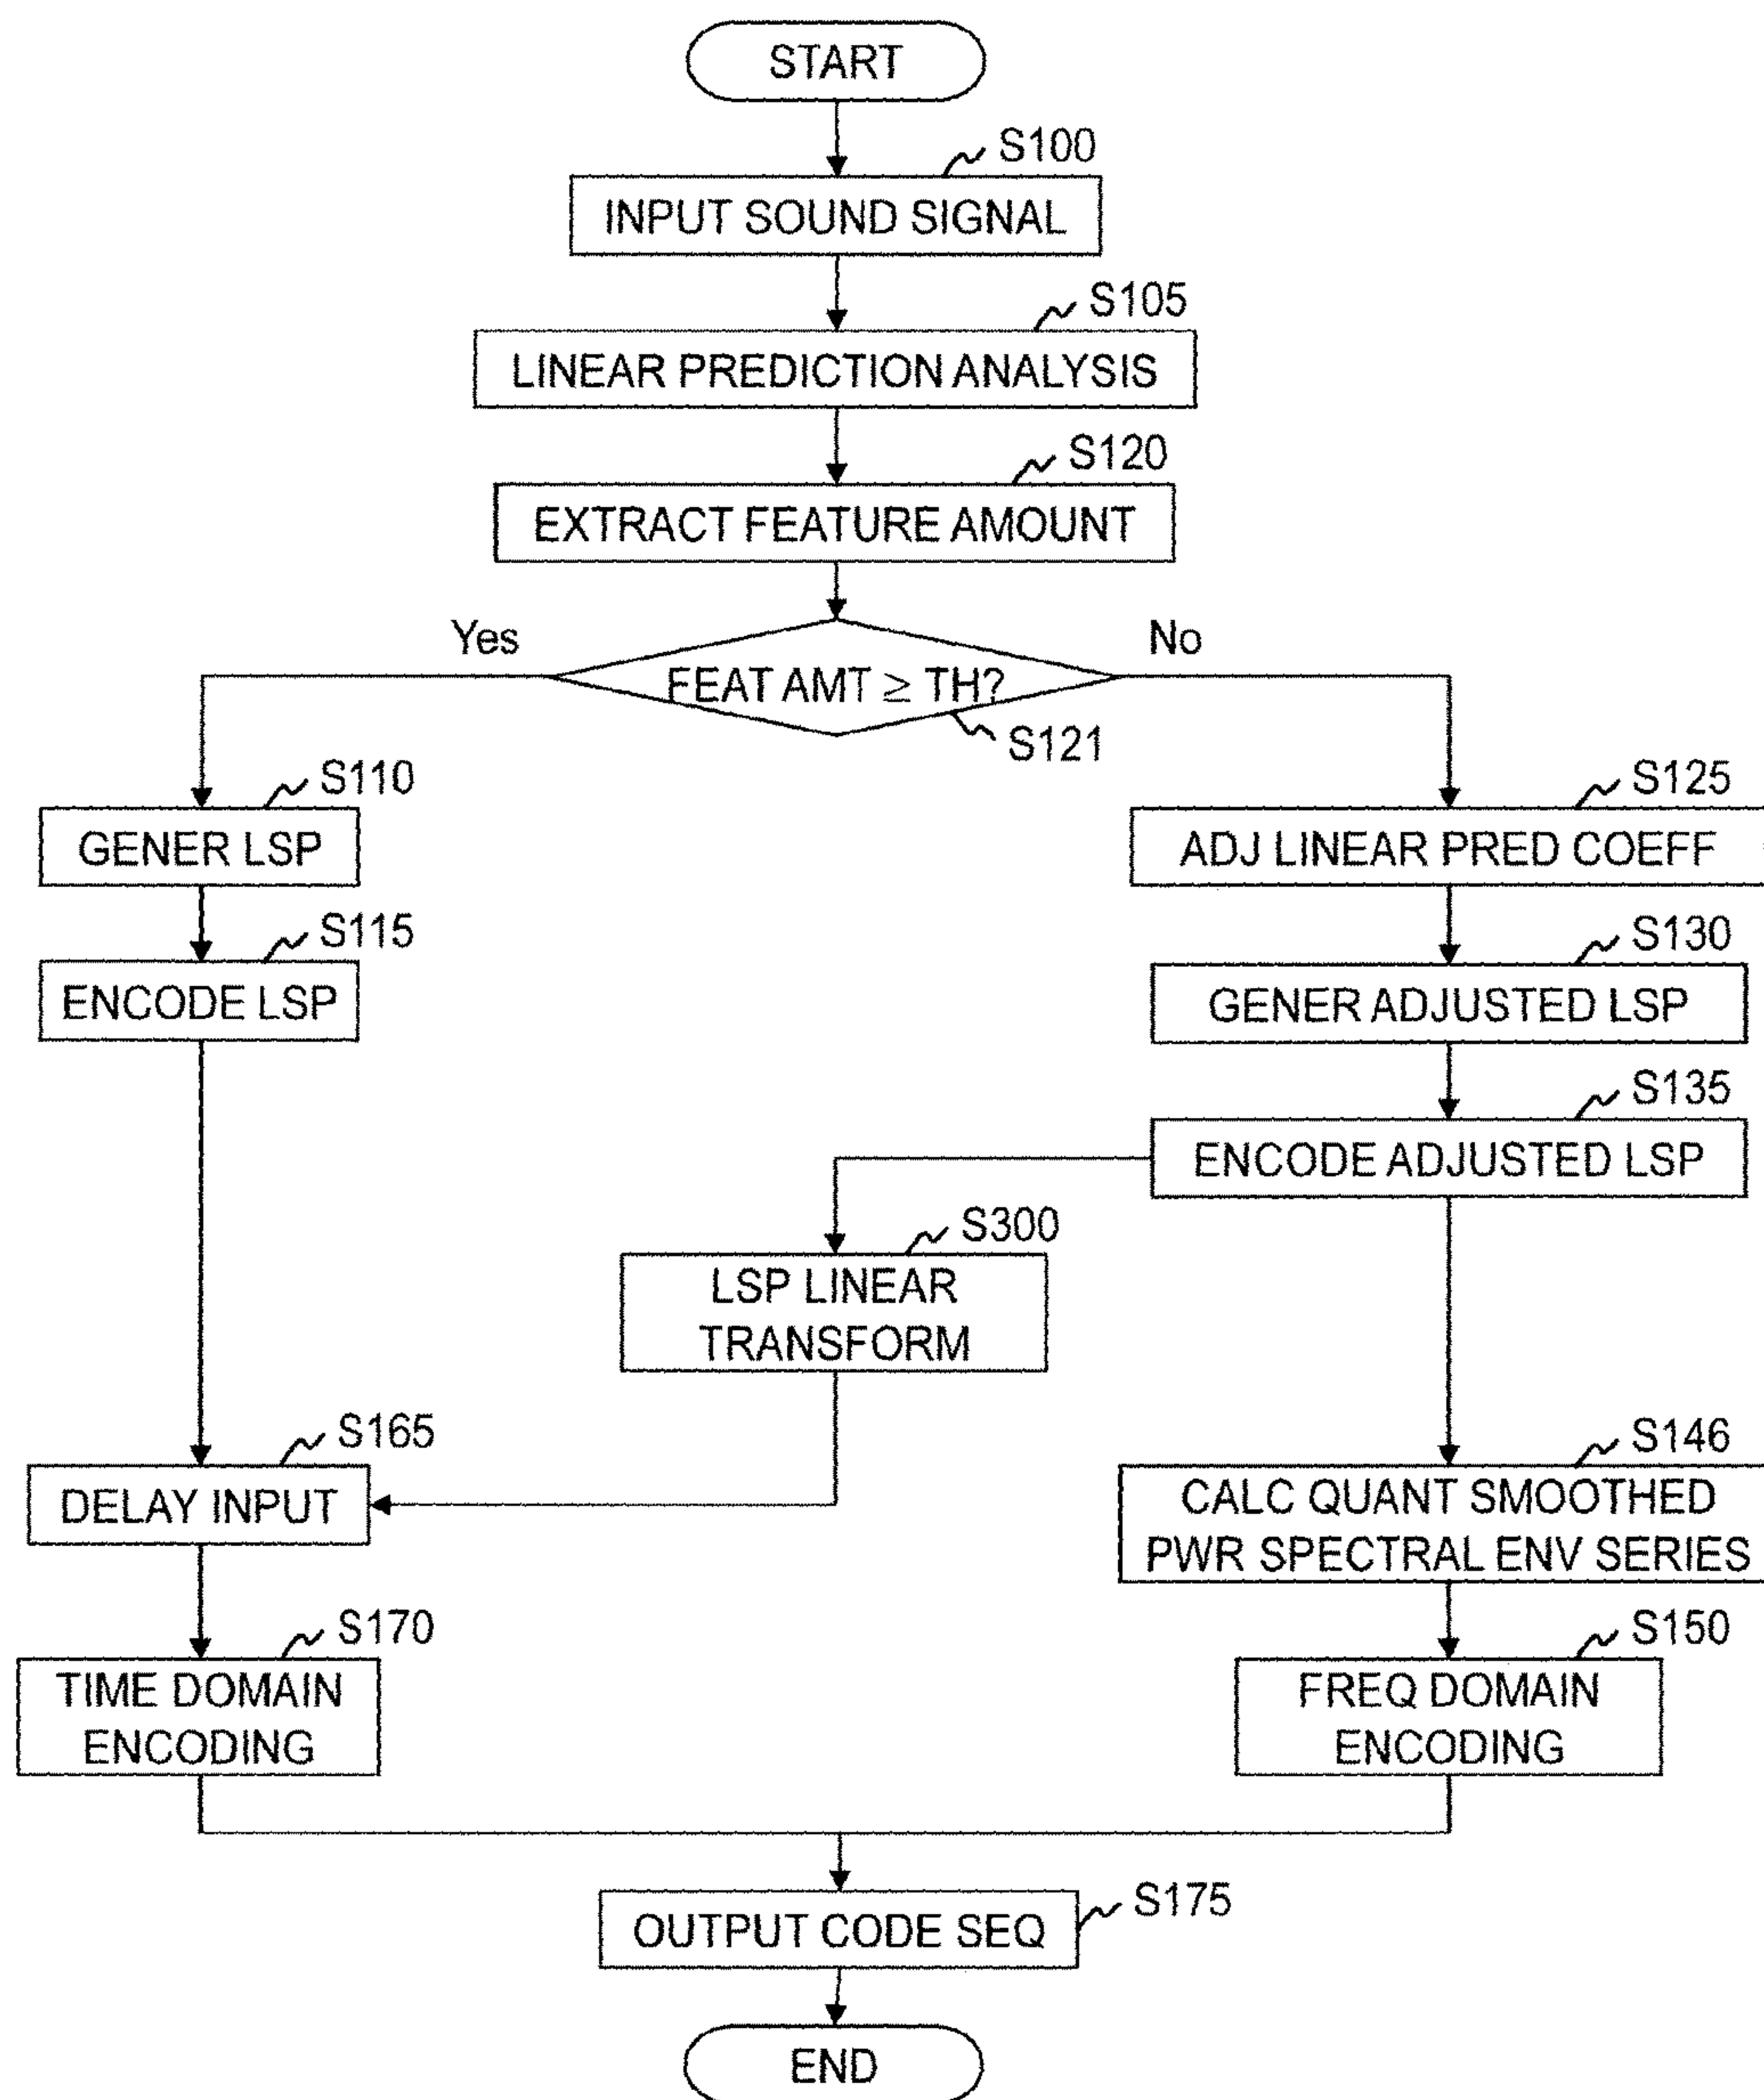 START
S100
INPUT SOUND SIGNAL
S105
LINEAR PREDICTION ANALYSIS
S120
EXTRACT FEATURE AMOUNT
Yes
No
FEAT AMT ≥ TH?
S121
S110
GENER LSP
S115
ENCODE LSP
S125
ADJ LINEAR PRED COEFF
S130
GENER ADJUSTED LSP
S135
ENCODE ADJUSTED LSP
S300
LSP LINEAR
TRANSFORM
S165
DELAY INPUT
S146
CALC QUANT SMOOTHED
PWR SPECTRAL ENV SERIES
S170
TIME DOMAIN
ENCODING
S150
FREQ DOMAIN
ENCODING
S175
OUTPUT CODE SEQ
END